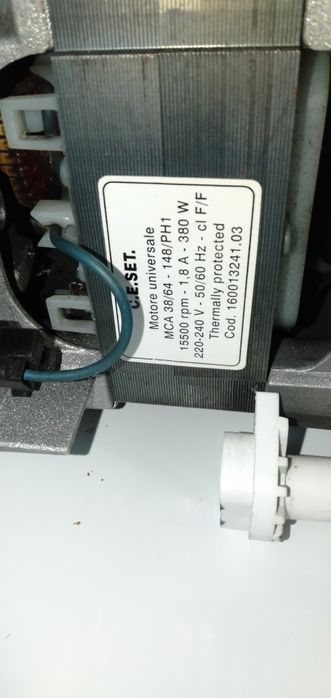 C.E.SET.
Motore universale
MCA 38/64 - 148/PH1
15500 rpm - 1,8 A - 380 W
220-240 V - 50/60 Hz - cl F/F
Thermally protected
Cod. 160013241.03